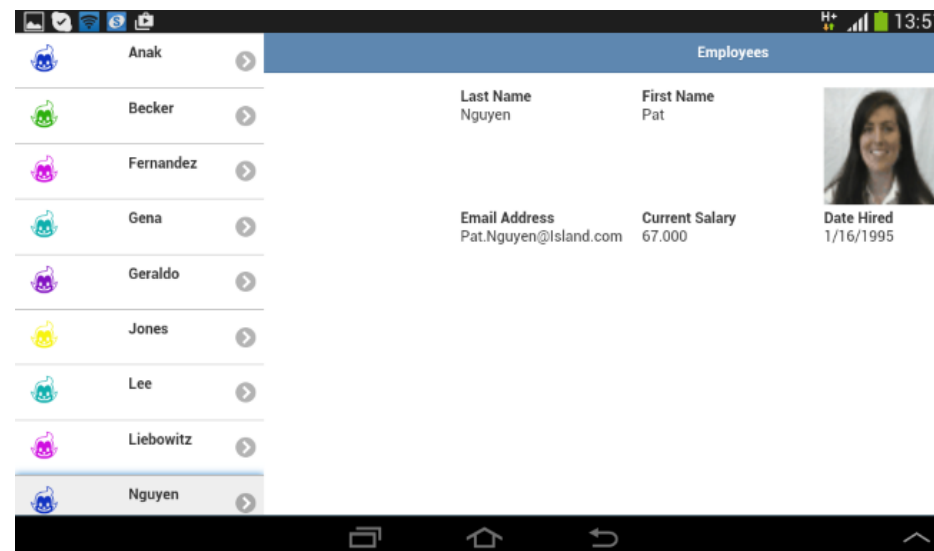 H+
13:5
Anak
Becker
Fernandez
Gena
Geraldo
Jones
Lee
Liebowitz
Nguyen
Employees
Last Name
Nguyen
First Name
Pat
Email Address
Pat.Nguyen@Island.com
Current Salary
67.000
Date Hired
1/16/1995